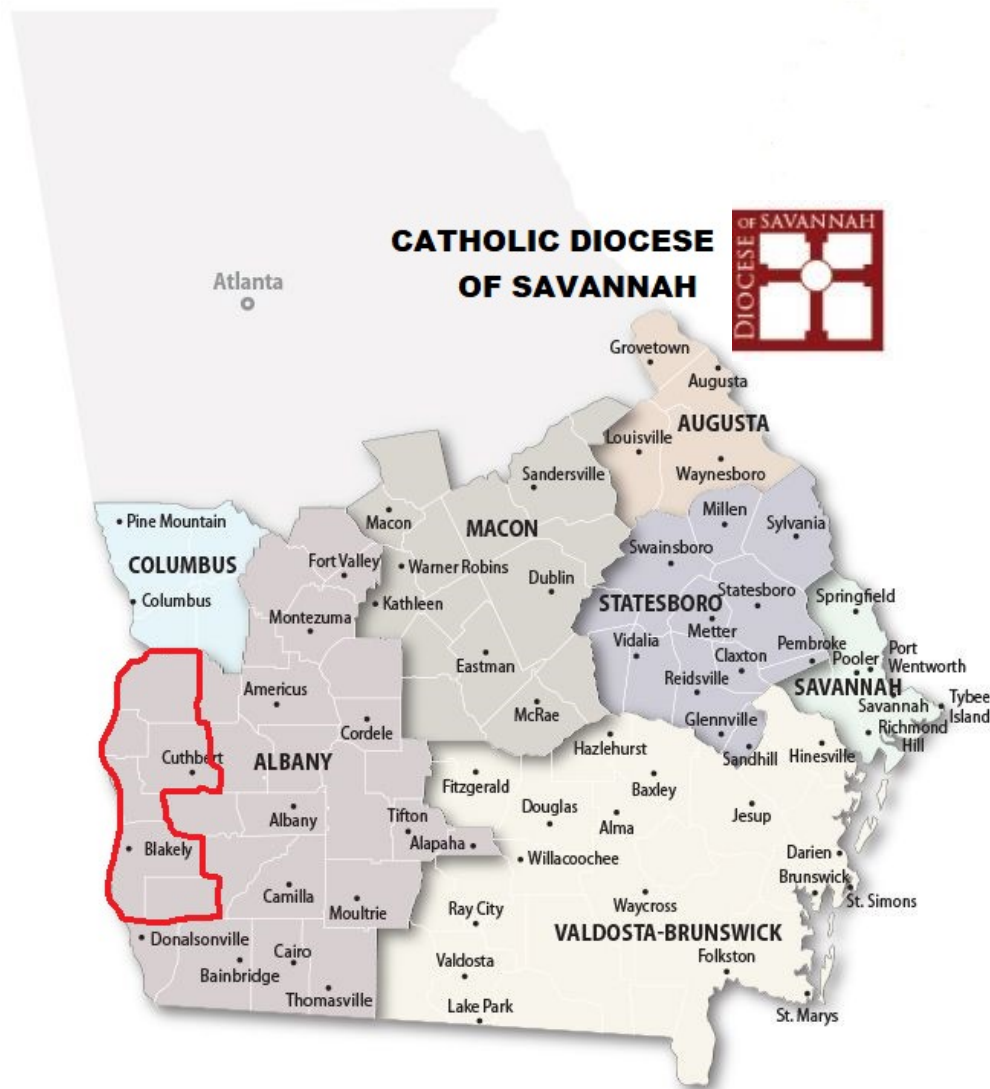 CATHOLIC DIOCESE
OF SAVANNAH
DIOCESE
OF SAVANNAH
Atlanta
Grovetown
Augusta
AUGUSTA
Louisville
Waynesboro
Sandersville
Millen
Sylvania
Pine Mountain
Macon
MACON
COLUMBUS
Fort Valley
Warner Robins
Swainsboro
Columbus
Kathleen
Dublin
STATESBORO
Statesboro
Springfield
Montezuma
Metter
Vidalia
Claxton
Pembroke
Port
Wentworth
Pooler
Eastman
Reidsville
SAVANNAH
Savannah
Tybee
Island
Americus
McRae
Glennville
Richmond
Hill
Cordele
Hazlehurst
Sandhill
Hinesville
Cuthbert
ALBANY
Fitzgerald
Baxley
Douglas
Albany
Tifton
Alma
Jesup
Blakely
Alapaha
Willacoochee
Darien
Brunswick
St. Simons
Camilla
Moultrie
Ray City
Waycross
VALDOSTA-BRUNSWICK
Donalsonville
Cairo
Bainbridge
Valdosta
Folkston
Thomasville
Lake Park
St. Marys